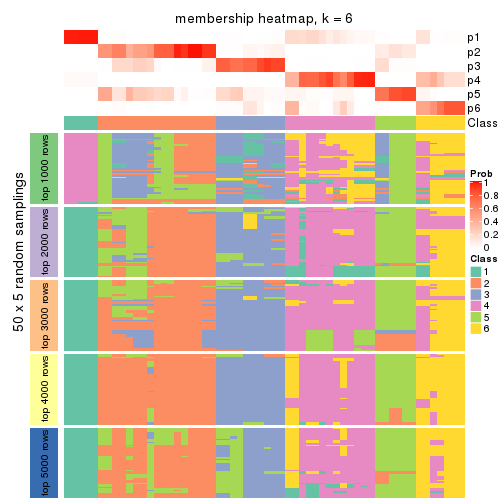 membership heatmap, k = 6
p1
p2
p3
p4
p5
p6
Class
50 x 5 random samplings
top 1000 rows
top 2000 rows
top 3000 rows
top 4000 rows
top 5000 rows
Prob
1
0.8
0.6
0.4
0.2
0
Class
1
2
3
4
5
6